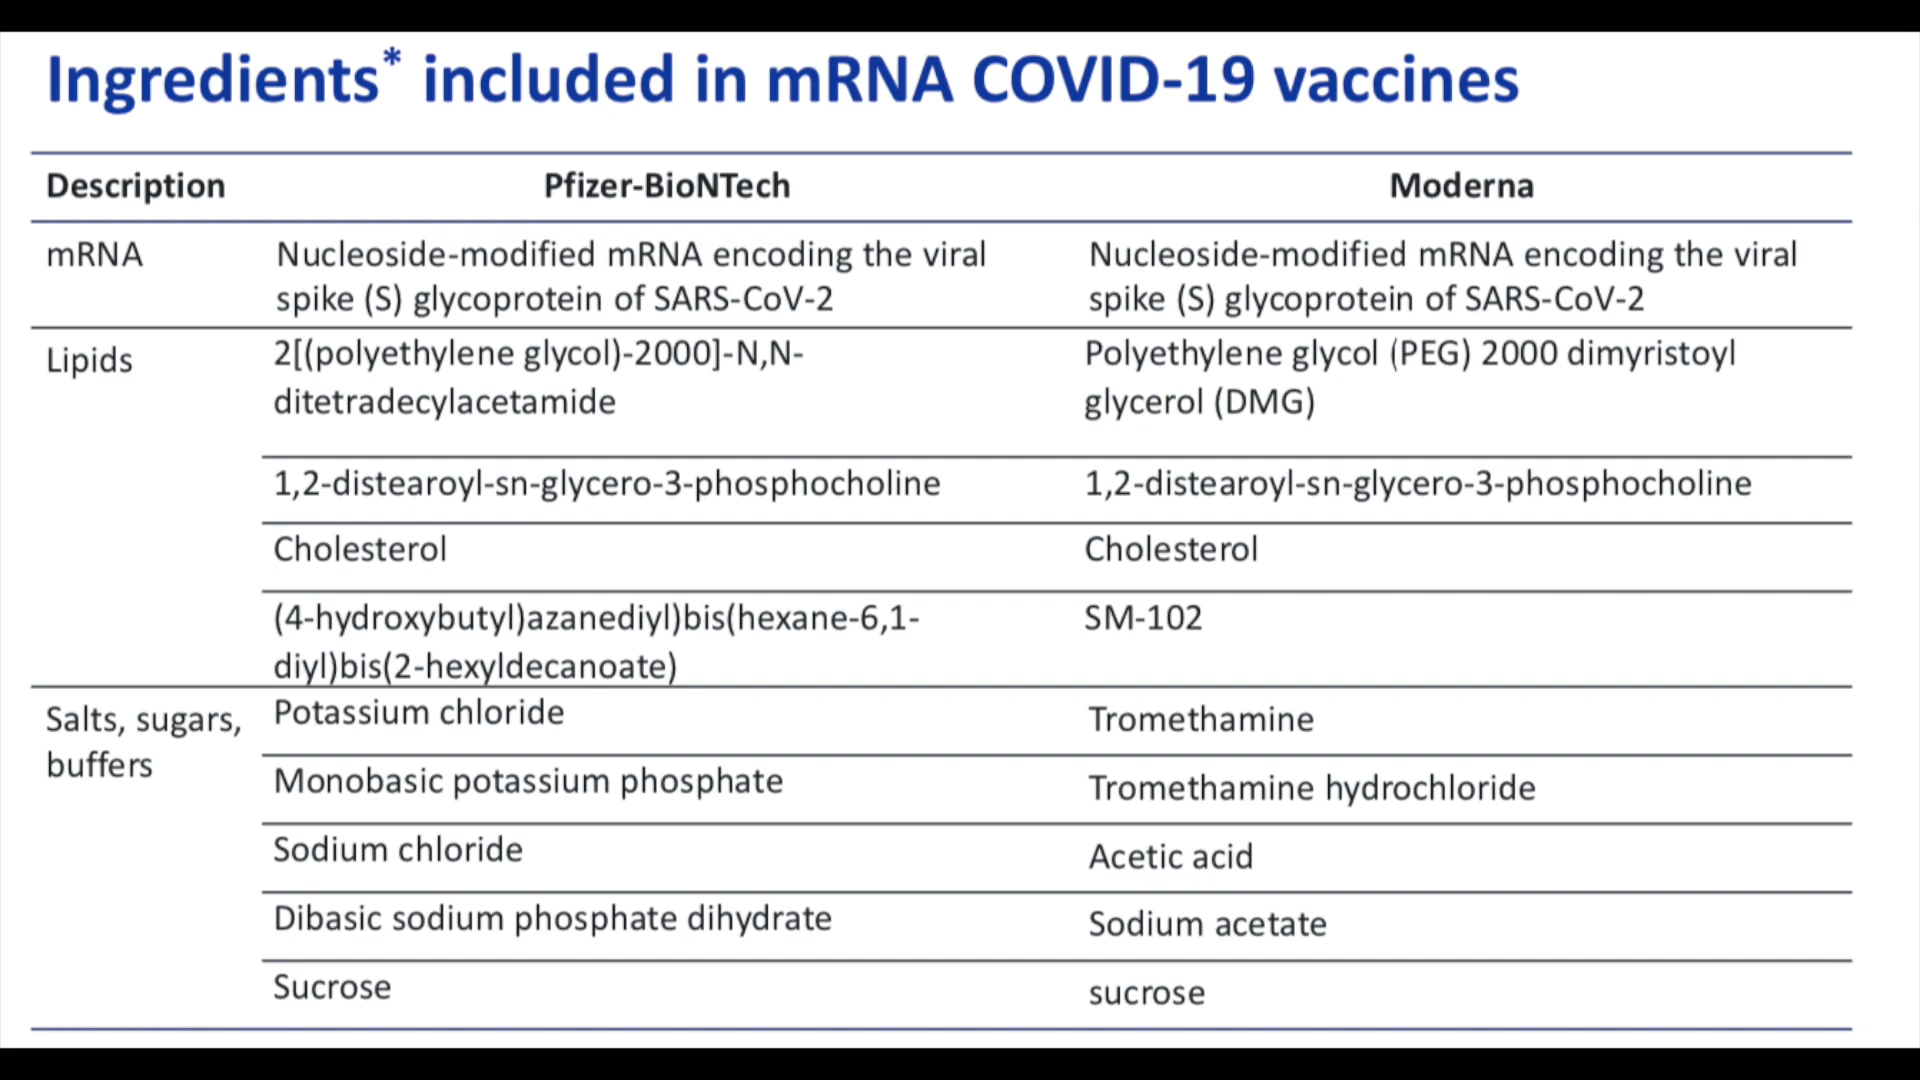 Ingredients* included in mRNA COVID-19 vaccines
Description Pfizer-BioNTech Moderna
mRNA Nucleoside-modified mRNA encoding the viral Nucleoside-modified mRNA encoding the viral
spike (S) glycoprotein of SARS-CoV-2 spike (S) glycoprotein of SARS-CoV-2
Lipids 2[(polyethylene glycol)-2000]-N,N- Polyethylene glycol (PEG) 2000 dimyristoyl
ditetradecylacetamide glycerol (DMG)
1,2-distearoyl-sn-glycero-3-phosphocholine 1,2-distearoyl-sn-glycero-3-phosphocholine
Cholesterol Cholesterol
(4-hydroxybutyl)azanediyl)bis(hexane-6,1- SM-102
diyl)bis(2-hexyldecanoate)
Salts, sugars, Potassium chloride Tromethamine
buffers
Monobasic potassium phosphate Tromethamine hydrochloride
Sodium chloride Acetic acid
Dibasic sodium phosphate dihydrate Sodium acetate
Sucrose sucrose